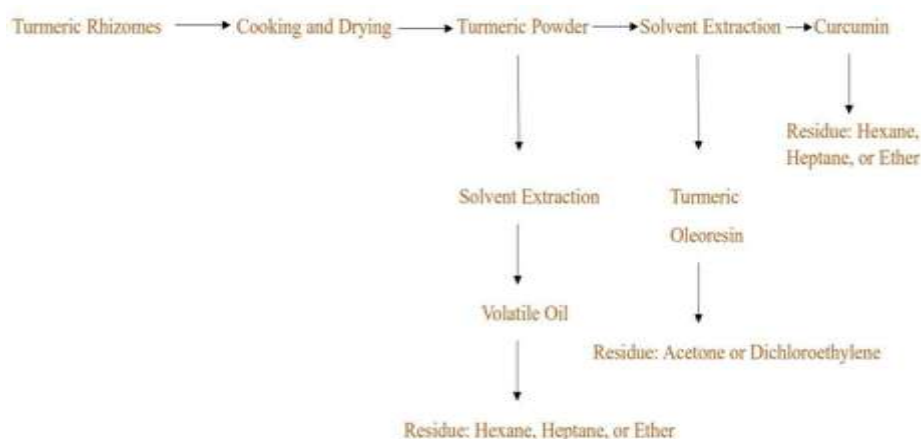 Turmeric Rhizomes
Cooking and Drying
Turmeric Powder
Solvent Extraction
Curcumin
Residue: Hexane,
Heptane, or Ether
Solvent Extraction
Turmeric
Oleoresin
Volatile Oil
Residue: Acetone or Dichloroethylene
Residue: Hexane, Heptane, or Ether